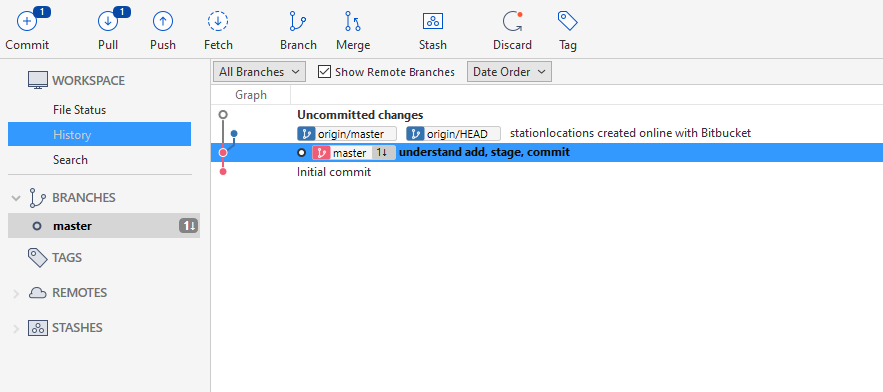 1 1
Commit Pull Push Fetch Branch Merge Stash Discard Tag
WORKSPACE
File Status
History
Search
BRANCHES
master 1↓
TAGS
REMOTES
STASHES
All Branches Show Remote Branches Date Order
Graph
Uncommitted changes
origin/master origin/HEAD stationlocations created online with Bitbucket
master 1↓ understand add, stage, commit
Initial commit